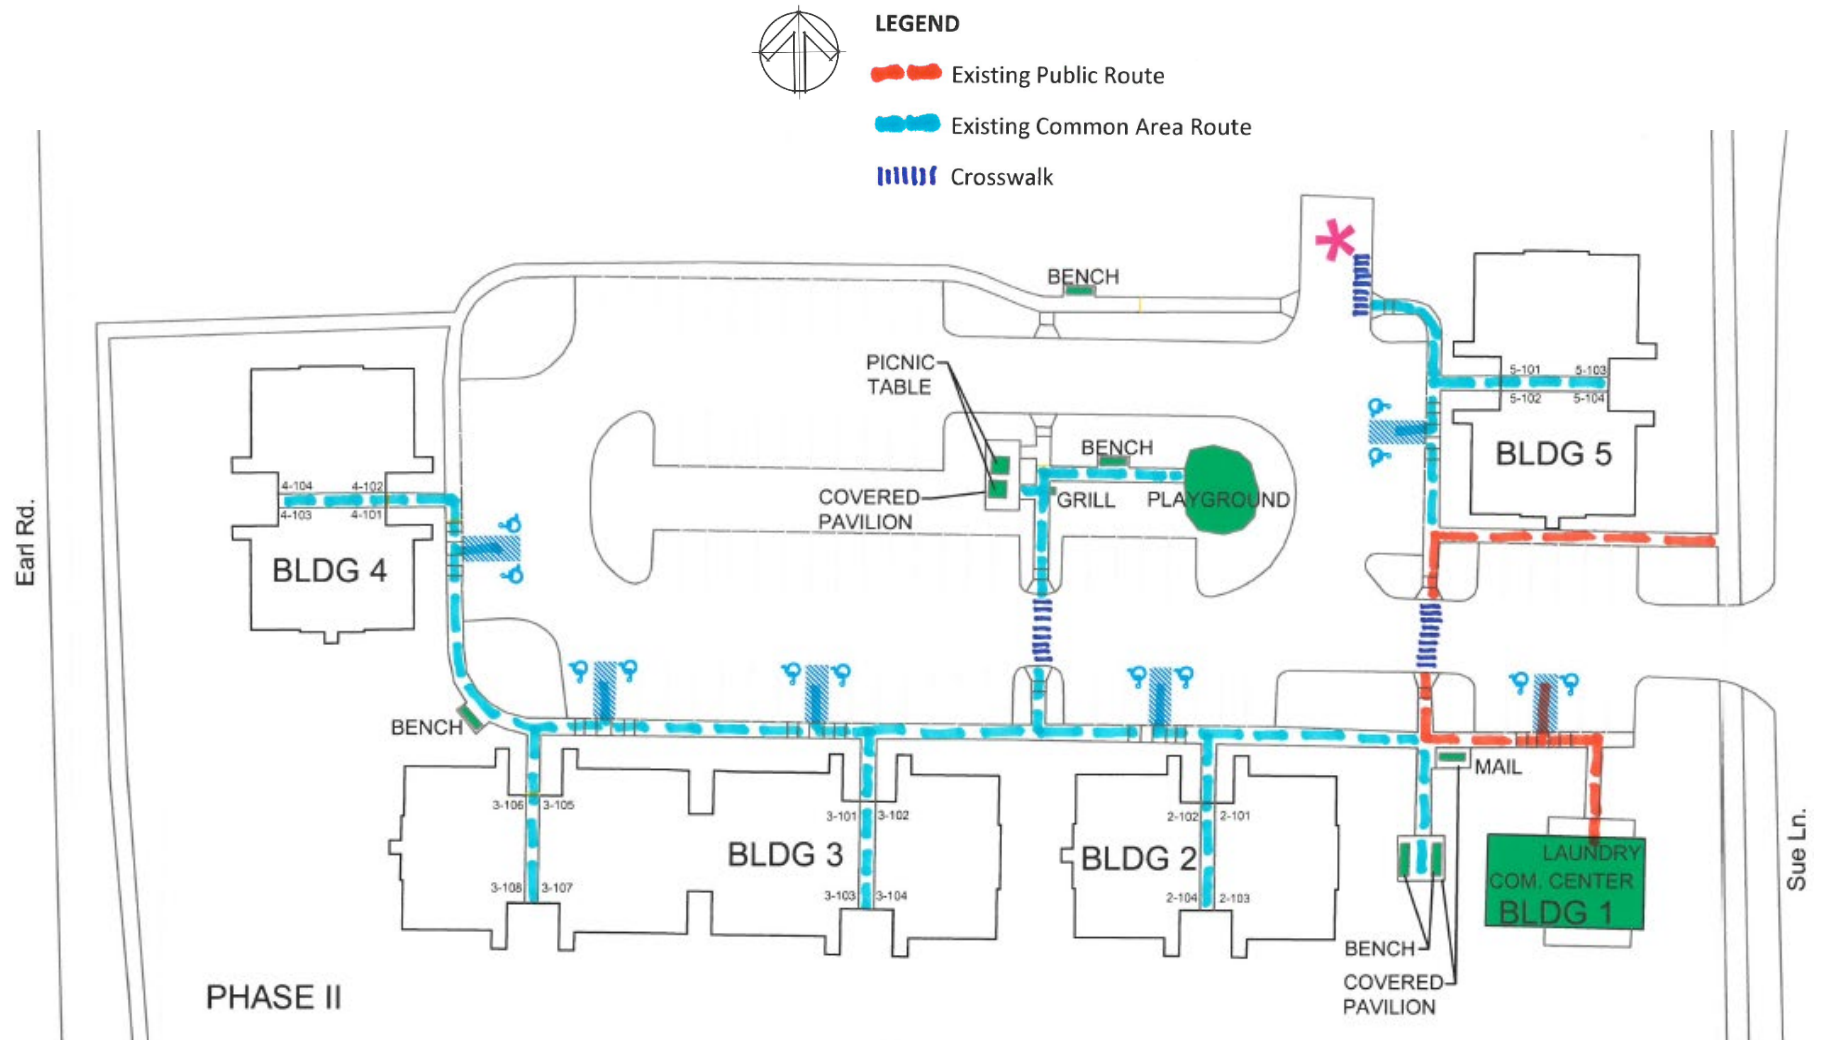 LEGEND
Existing Public Route
Existing Common Area Route
Crosswalk
BENCH
PICNIC
TABLE
5-101
5-103
5-102
5-104
BENCH
BLDG 5
4-104
4-102
COVERED
PAVILION
GRILL
PLAYGROUND
4-103
4-101
Earl Rd.
BLDG 4
BENCH
MAIL
3-106
3-105
3-101
3-102
2-102
2-101
BLDG 3
BLDG 2
LAUNDRY
COM. CENTER
BLDG 1
Sue Ln.
3-108
3-107
3-103
3-104
2-104
2-103
BENCH
COVERED
PAVILION
PHASE II